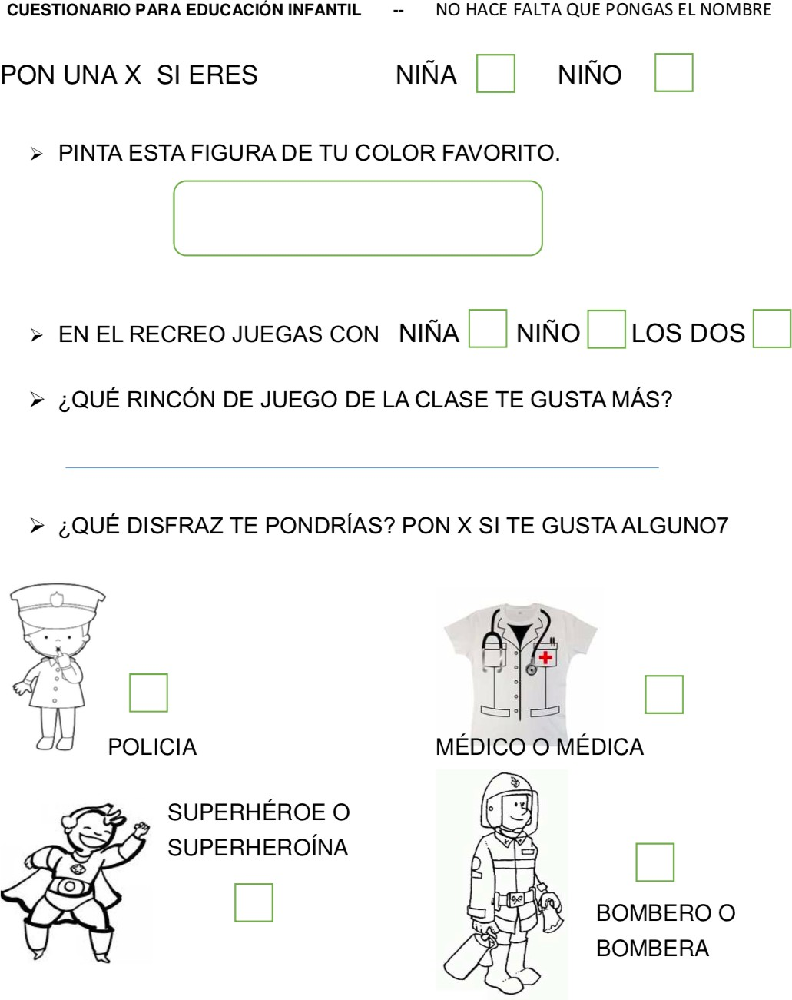 CUESTIONARIO PARA EDUCACIÓN INFANTIL -- NO HACE FALTA QUE PONGAS EL NOMBRE
PON UNA X SI ERES NIÑA NIÑO
➢ PINTA ESTA FIGURA DE TU COLOR FAVORITO.
➢ EN EL RECREO JUEGAS CON NIÑA NIÑO LOS DOS
➢ ¿QUÉ RINCÓN DE JUEGO DE LA CLASE TE GUSTA MÁS?
➢ ¿QUÉ DISFRAZ TE PONDRÍAS? PON X SI TE GUSTA ALGUNO7
POLICIA
MÉDICO O MÉDICA
SUPERHÉROE O
SUPERHEROÍNA
BOMBERO O
BOMBERA